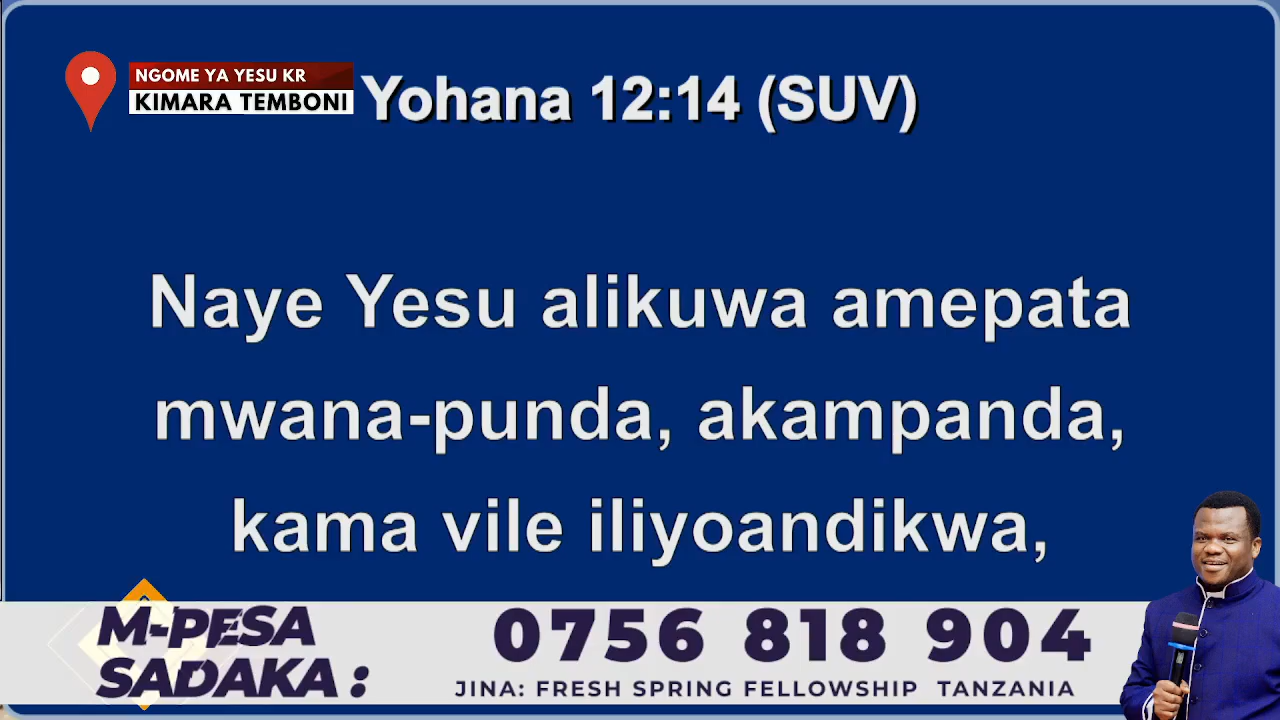 NGOME YA YESU KR
KIMARA TEMBONI
Yohana 12:14 (SUV)
Naye Yesu alikuwa amepata
mwana-punda, akampanda,
kama vile iliyoandikwa,
M-PESA
SADAKA :
0756 818 904
JINA: FRESH SPRING FELLOWSHIP TANZANIA